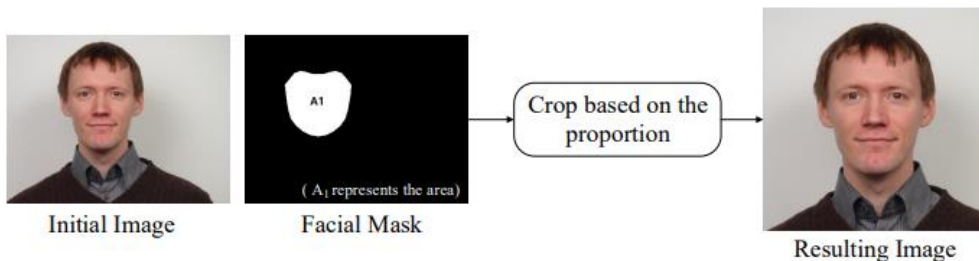 A1
( A₁ represents the area)
Crop based on the
proportion
Initial Image
Facial Mask
Resulting Image